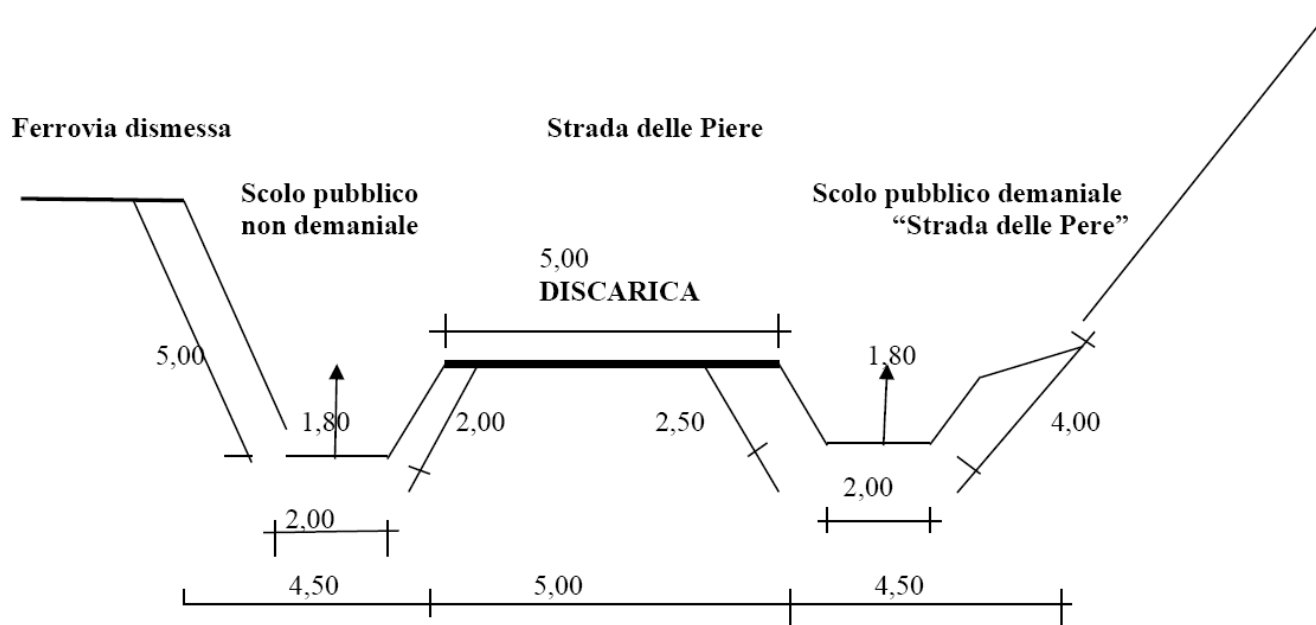 Ferrovia dismessa
Strada delle Piere
Scolo pubblico
non demaniale
Scolo pubblico demaniale
“Strada delle Pere”
5,00
DISCARICA
5,00
1,80
1,80
2,00
2,50
4,00
2,00
2,00
4,50
5,00
4,50